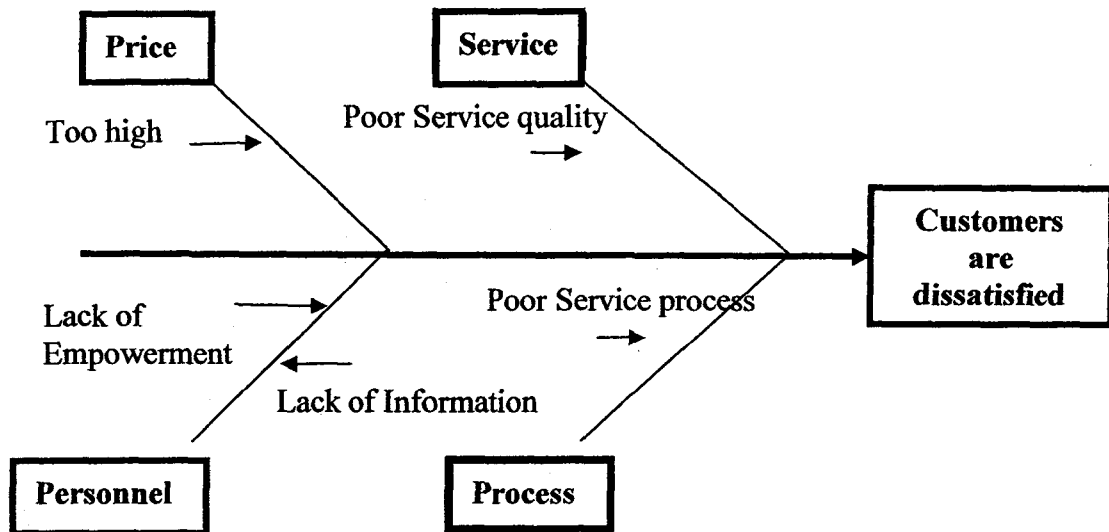 Price
Service
Too high
Poor Service quality
Customers
are
dissatisfied
Lack of
Empowerment
Poor Service process
Lack of Information
Personnel
Process